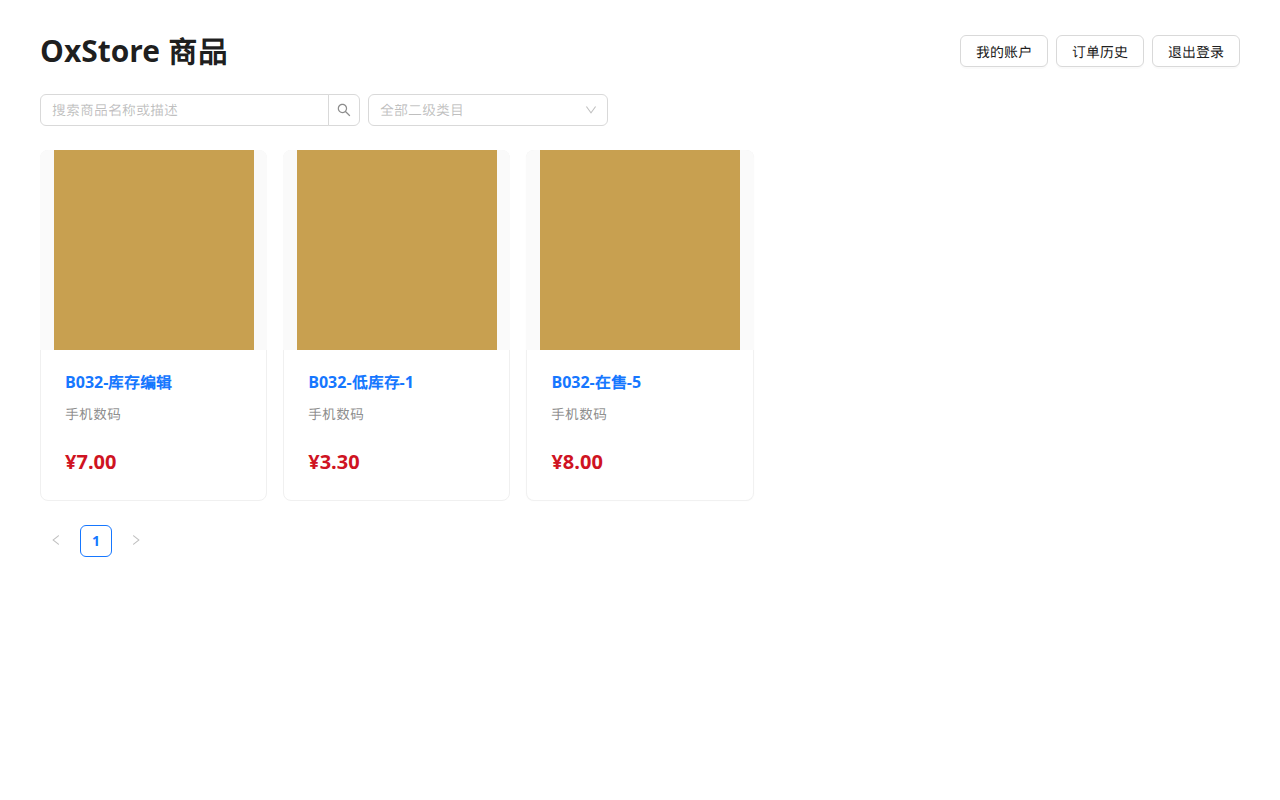 OxStore 商品
我的账户 订单历史 退出登录
搜索商品名称或描述 全部二级类目
B032-库存编辑 B032-低库存-1 B032-在售-5
手机数码 手机数码 手机数码
¥7.00 ¥3.30 ¥8.00
1